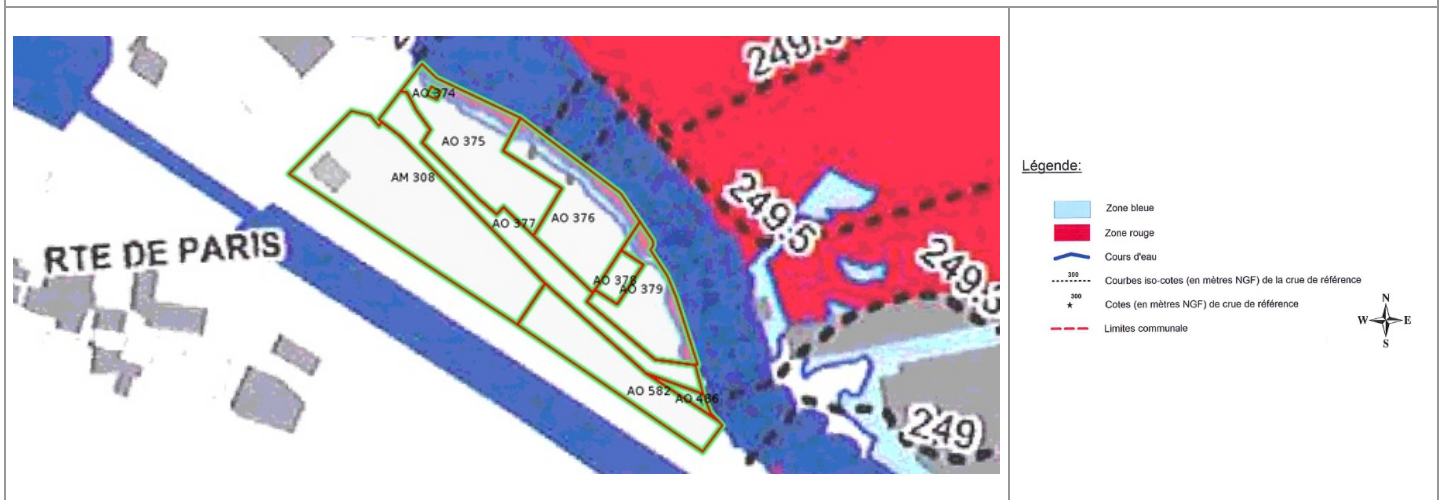 249.5
AO 374
AO 375
AM 308
AO 377
AO 376
249.5
RTE DE PARIS
249.5
AO 378
AO 379
AO 582
AO 486
249
Légende:
Zone bleue
Zone rouge
Cours d'eau
300
Courbes iso-cotes (en mètres NGF) de la crue de référence
300
Cotes (en mètres NGF) de crue de référence
Limites communale
N
W E
S